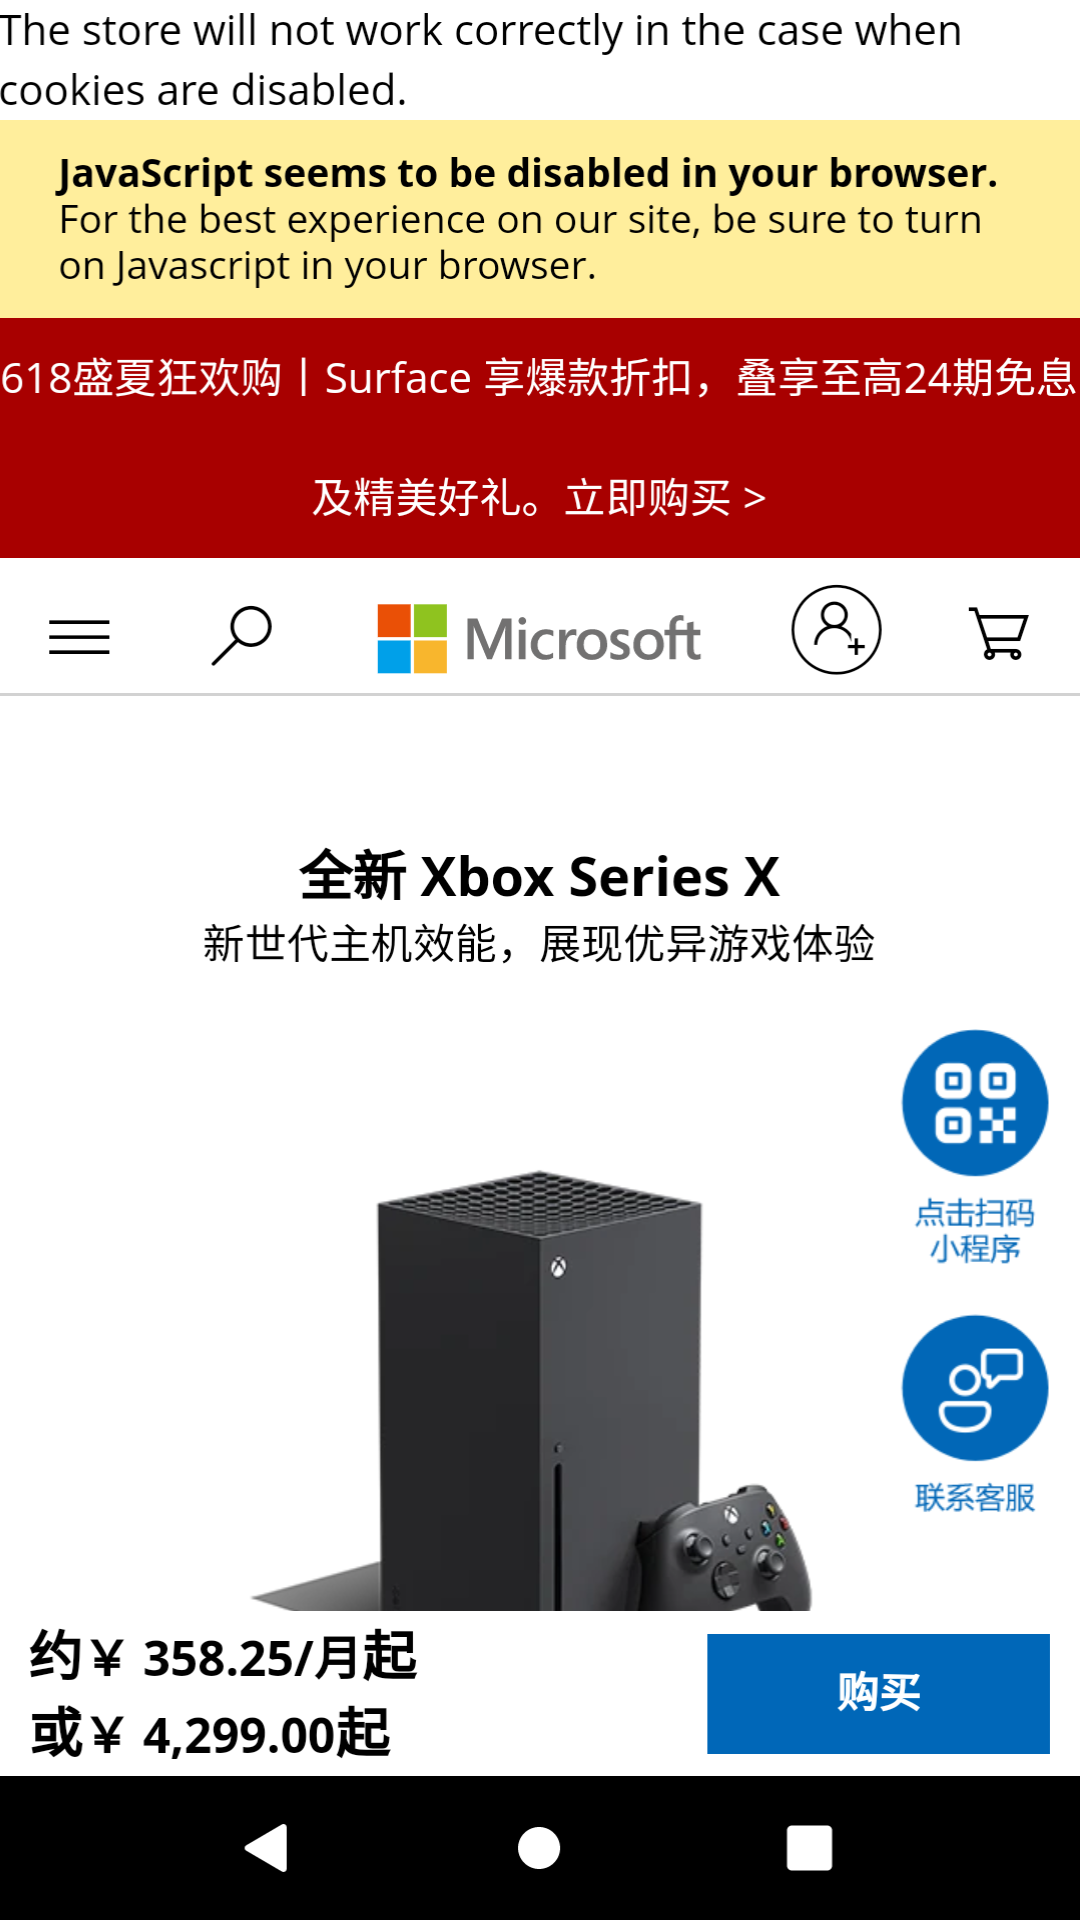 The store will not work correctly in the case when
cookies are disabled.
JavaScript seems to be disabled in your browser.
For the best experience on our site, be sure to turn
on Javascript in your browser.
618盛夏狂欢购丨Surface 享爆款折扣，叠享至高24期免息
及精美好礼。立即购买 >
Microsoft
全新 Xbox Series X
新世代主机效能，展现优异游戏体验
点击扫码
小程序
联系客服
约￥ 358.25/月起
或￥ 4,299.00起
购买